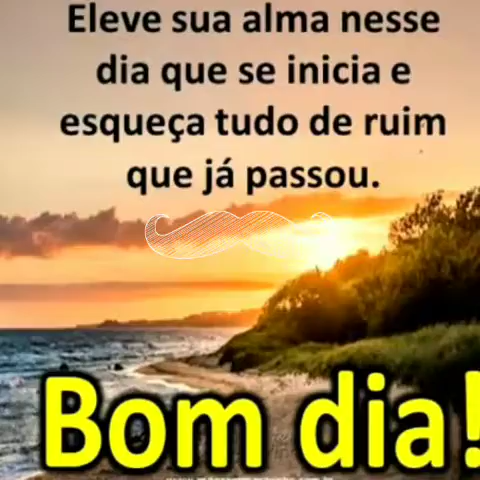 Eleve sua alma nesse
dia que se inicia e
esqueça tudo de ruim
que já passou.
Bom dia!